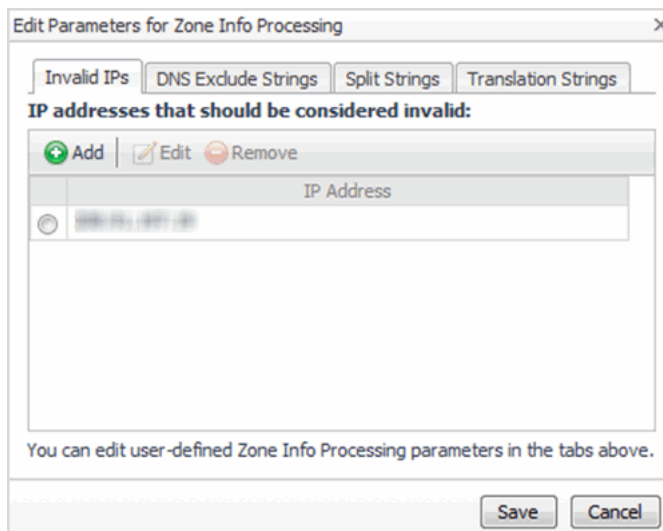 Edit Parameters for Zone Info Processing
Invalid IPs DNS Exclude Strings Split Strings Translation Strings
IP addresses that should be considered invalid:
Add Edit Remove
IP Address
You can edit user-defined Zone Info Processing parameters in the tabs above.
Save Cancel